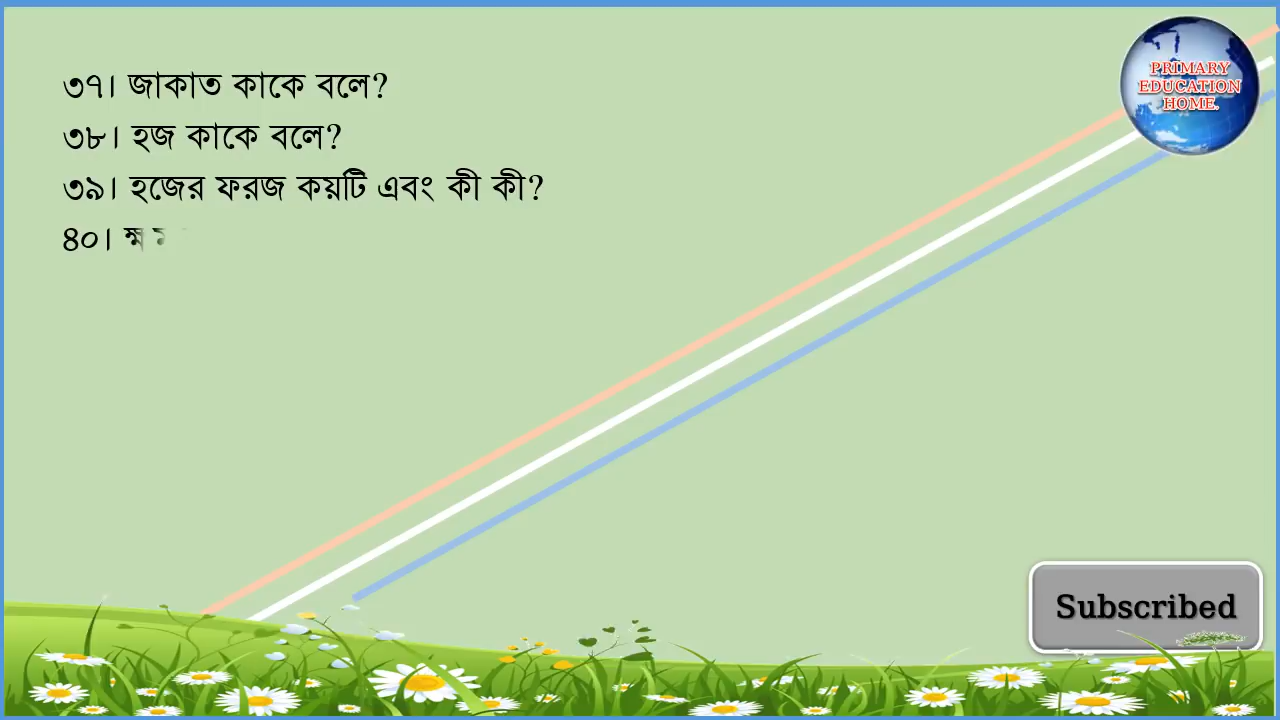 ৩৭। জাকাত কাকে বলে?
৩৮। হজ কাকে বলে?
৩৯। হজের ফরজ কয়টি এবং কী কী?
৪০।
PRIMARY
EDUCATION
HOME.
Subscribed